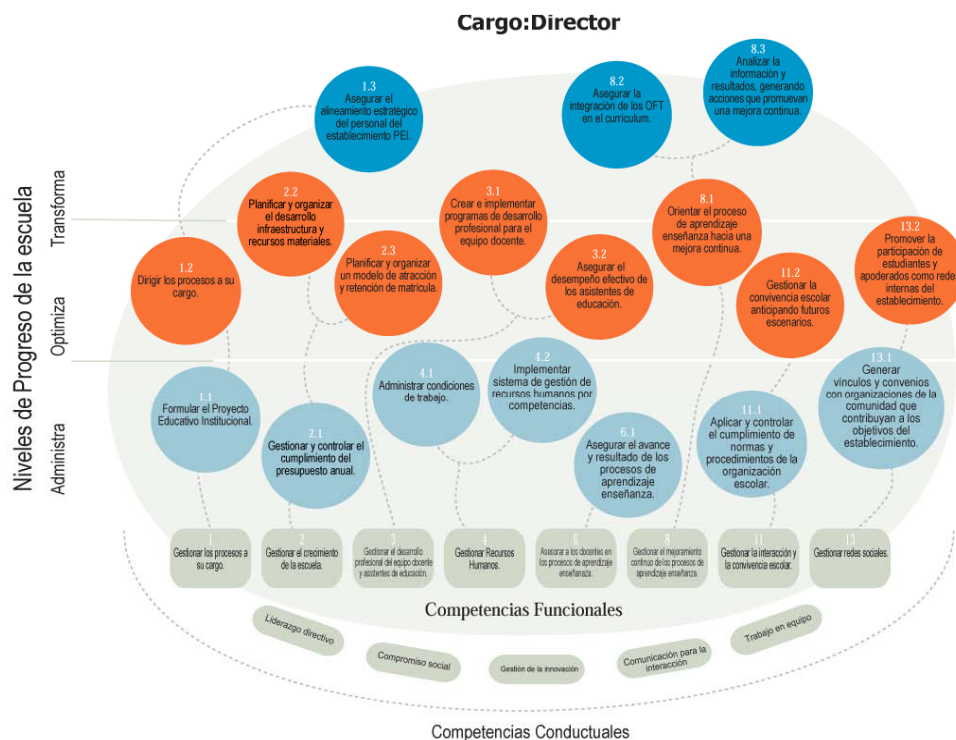 Cargo:Director
Niveles de Progreso de la escuela
Transforma
Optimiza
Administra
1.3
Asegurar el
alineamiento estratégico
del personal del
establecimiento PEI.
8.2
Asegurar la
integración de los OFT
en el curriculum.
8.3
Analizar la
información y
resultados, generando
acciones que promuevan
una mejora continua.
1.2
Dirigir los procesos a
su cargo.
2.2
Planificar y organizar
el desarrollo
infraestructura y
recursos materiales.
2.3
Planificar y organizar
un modelo de atracción
y retención de matrícula.
3.1
Crear e implementar
programas de desarrollo
profesional para el
equipo docente.
3.2
Asegurar el
desempeño efectivo de
los asistentes de
educación.
8.1
Orientar el proceso
de aprendizaje
enseñanza hacia una
mejora continua.
11.2
Gestionar la
convivencia escolar
anticipando futuros
escenarios.
13.2
Promover la
participación de
estudiantes y
apoderados como redes
internas del
establecimiento.
1.1
Formular el Proyecto
Educativo Institucional.
2.1
Gestionar y controlar el
cumplimiento del
presupuesto anual.
4.1
Administrar condiciones
de trabajo.
4.2
Implementar
sistema de gestión de
recursos humanos por
competencias.
6.1
Asegurar el avance
y resultado de los
procesos de
aprendizaje
enseñanza.
11.1
Aplicar y controlar
el cumplimiento de
normas y
procedimientos de la
organización
escolar.
13.1
Generar
vínculos y convenios
con organizaciones de la
comunidad que
contribuyan a los
objetivos del
establecimiento.
1
Gestionar los procesos a
su cargo.
2
Gestionar el crecimiento
de la escuela.
3
Gestionar el desarrollo
profesional del equipo docente
y asistentes de educación.
4
Gestionar Recursos
Humanos.
6
Asesorar a los docentes en
los procesos de aprendizaje
enseñanaza.
8
Gestionar el mejoramiento
continuo de los procesos de
aprendizaje enseñanza.
11
Gestionar la interacción y
la convivencia escolar.
13
Gestionar redes sociales.
Competencias Funcionales
Liderazgo directivo
Compromiso social
Gestión de la innovación
Comunicación para la
interacción
Trabajo en equipo
Competencias Conductuales